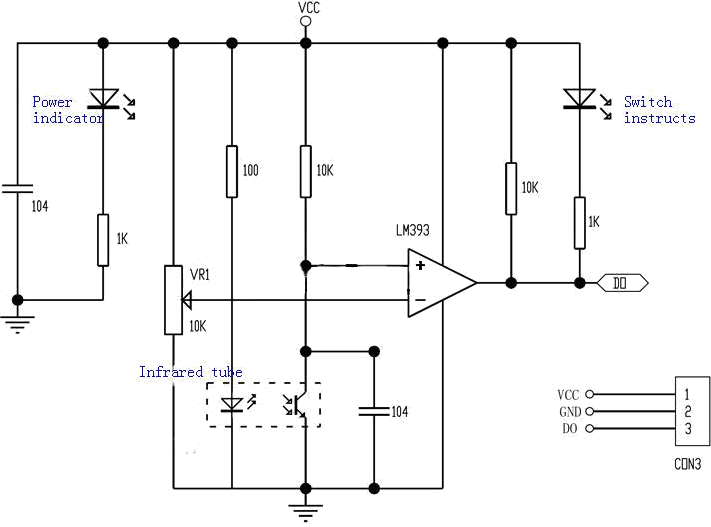 VCC
Power
indicator
Switch
instructs
104
1K
100
10K
10K
1K
LM393
+
−
VR1
10K
DO
Infrared tube
104
VCC 1
GND 2
DO 3
CON3